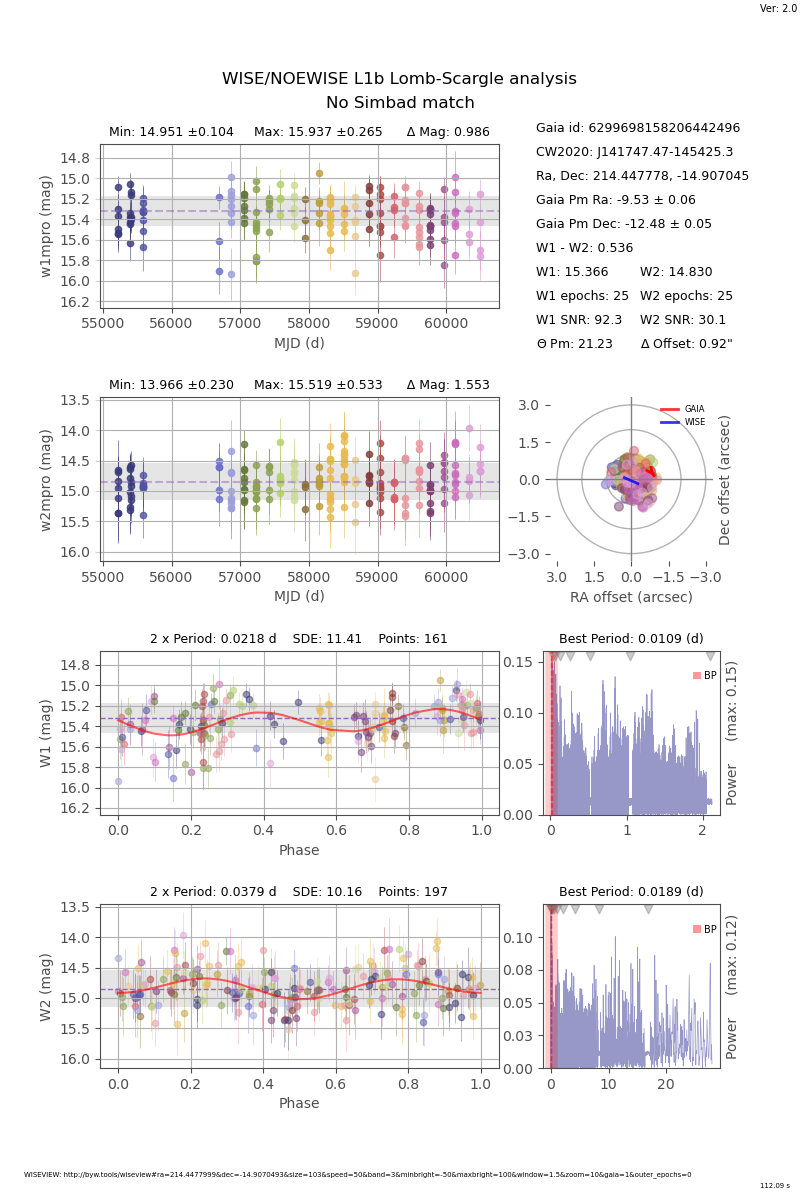 Ver: 2.0
WISE/NOEWISE L1b Lomb-Scargle analysis
No Simbad match
Min: 14.951 ±0.104 Max: 15.937 ±0.265 Δ Mag: 0.986
w1mpro (mag)
14.8
15.0
15.2
15.4
15.6
15.8
16.0
16.2
55000 56000 57000 58000 59000 60000
MJD (d)
Gaia id: 6299698158206442496
CW2020: J141747.47-145425.3
Ra, Dec: 214.447778, -14.907045
Gaia Pm Ra: -9.53 ± 0.06
Gaia Pm Dec: -12.48 ± 0.05
W1 - W2: 0.536
W1: 15.366 W2: 14.830
W1 epochs: 25 W2 epochs: 25
W1 SNR: 92.3 W2 SNR: 30.1
Θ Pm: 21.23 Δ Offset: 0.92"
Min: 13.966 ±0.230 Max: 15.519 ±0.533 Δ Mag: 1.553
w2mpro (mag)
13.5
14.0
14.5
15.0
15.5
16.0
55000 56000 57000 58000 59000 60000
MJD (d)
GAIA
WISE
3.0
1.5
0.0
−1.5
−3.0
3.0 1.5 0.0 −1.5 −3.0
RA offset (arcsec)
Dec offset (arcsec)
2 x Period: 0.0218 d SDE: 11.41 Points: 161
W1 (mag)
14.8
15.0
15.2
15.4
15.6
15.8
16.0
16.2
0.0 0.2 0.4 0.6 0.8 1.0
Phase
Best Period: 0.0109 (d)
BP
0.15
0.10
0.05
0.00
0 1 2
Power (max: 0.15)
2 x Period: 0.0379 d SDE: 10.16 Points: 197
W2 (mag)
13.5
14.0
14.5
15.0
15.5
16.0
0.0 0.2 0.4 0.6 0.8 1.0
Phase
Best Period: 0.0189 (d)
BP
0.10
0.08
0.05
0.03
0.00
0 10 20
Power (max: 0.12)
WISEVIEW: http://byw.tools/wiseview#ra=214.4477999&dec=-14.9070493&size=103&speed=50&band=3&minbright=-50&maxbright=100&window=1.5&zoom=10&gaia=1&outer_epochs=0
112.09 s